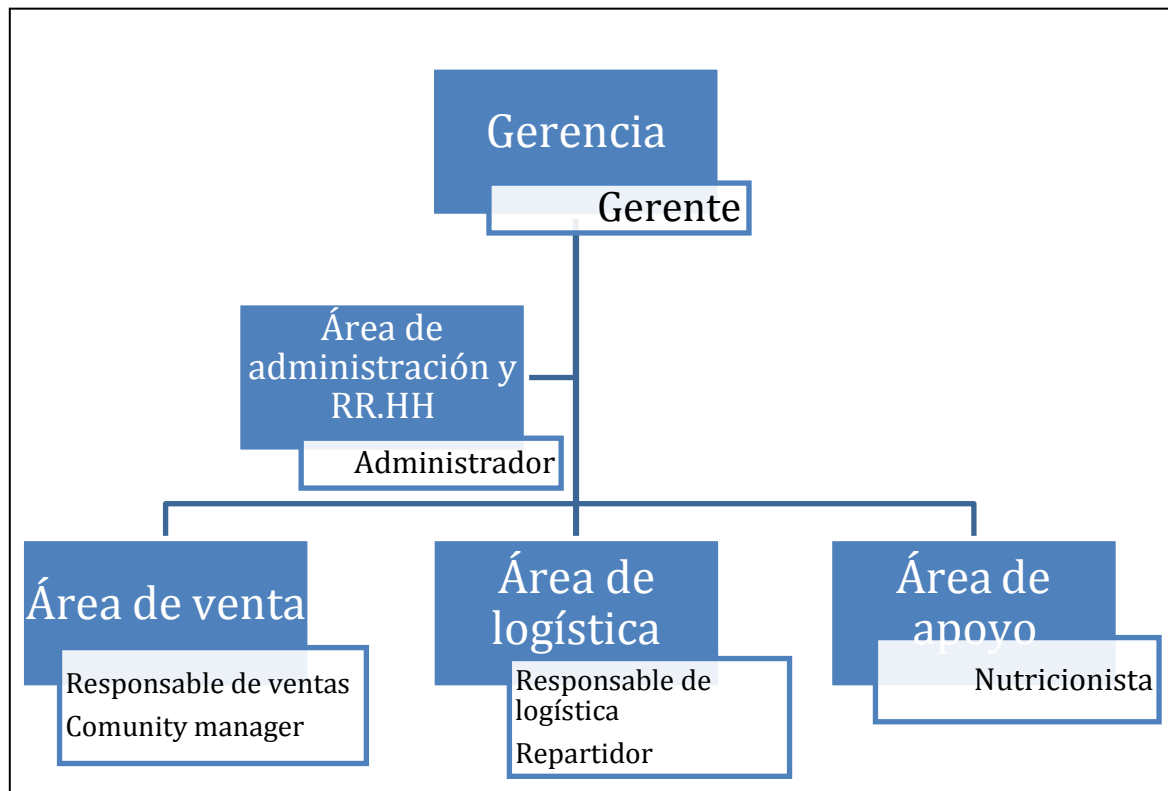 Gerencia
Gerente
Área de
administración y
RR.HH
Administrador
Área de venta
Responsable de ventas
Comunity manager
Área de
logística
Responsable de
logística
Repartidor
Área de
apoyo
Nutricionista